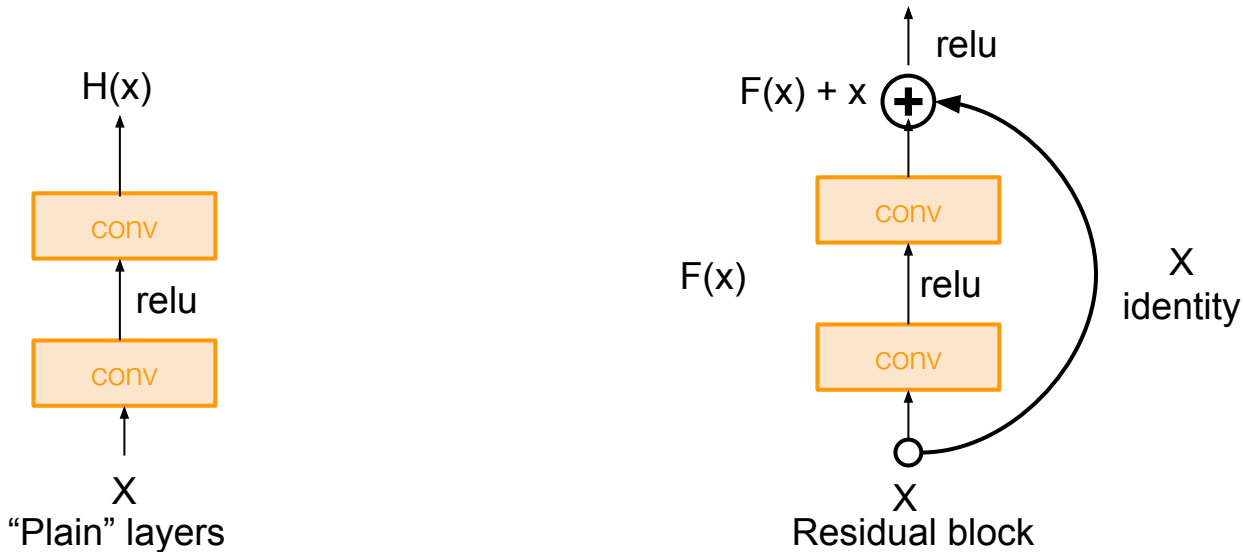 H(x)
conv
relu
conv
X
“Plain” layers
relu
F(x) + x
conv
F(x)
relu
X
identity
conv
X
Residual block